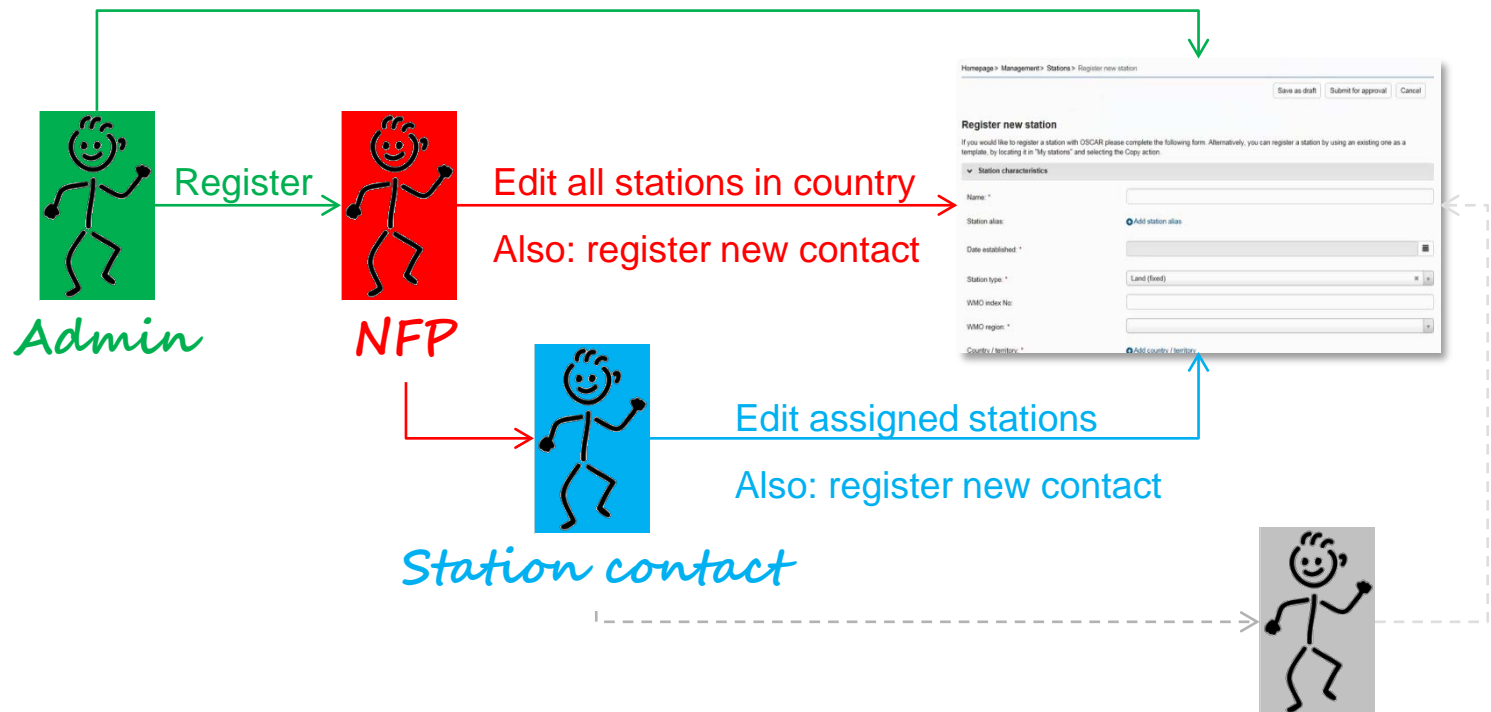 Homepage> Management> Stations> Register new station
Save as draft Submit for approval Cancel
Register new station
If you would like to register a station with OSCAR please complete the following form. Alternatively, you can register a station by using an existing one as a
template, by locating it in "My stations" and selecting the Copy action.
Station characteristics
Name: *
Station alias: Add station alias
Date established: *
Station type: * Land (fixed)
WMO index No:
WMO region: *
Country / territory: * Add country / territory
Register
Edit all stations in country
Also: register new contact
Admin
NFP
Edit assigned stations
Also: register new contact
Station contact